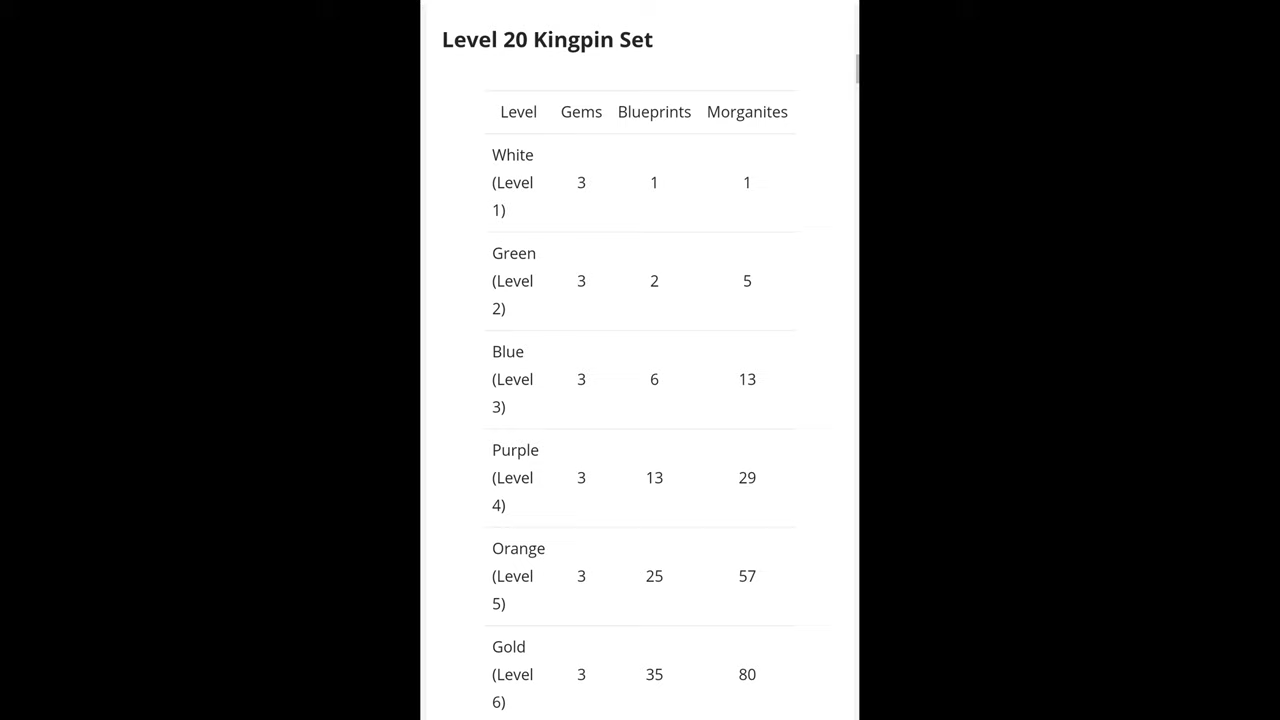 Level 20 Kingpin Set
Level Gems Blueprints Morganites
White
(Level 3 1 1
1)
Green
(Level 3 2 5
2)
Blue
(Level 3 6 13
3)
Purple
(Level 3 13 29
4)
Orange
(Level 3 25 57
5)
Gold
(Level 3 35 80
6)